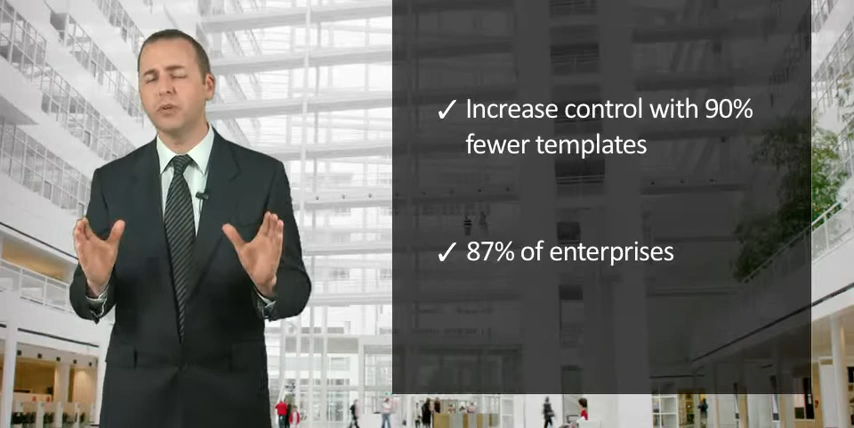 ✓ Increase control with 90%
fewer templates
✓ 87% of enterprises